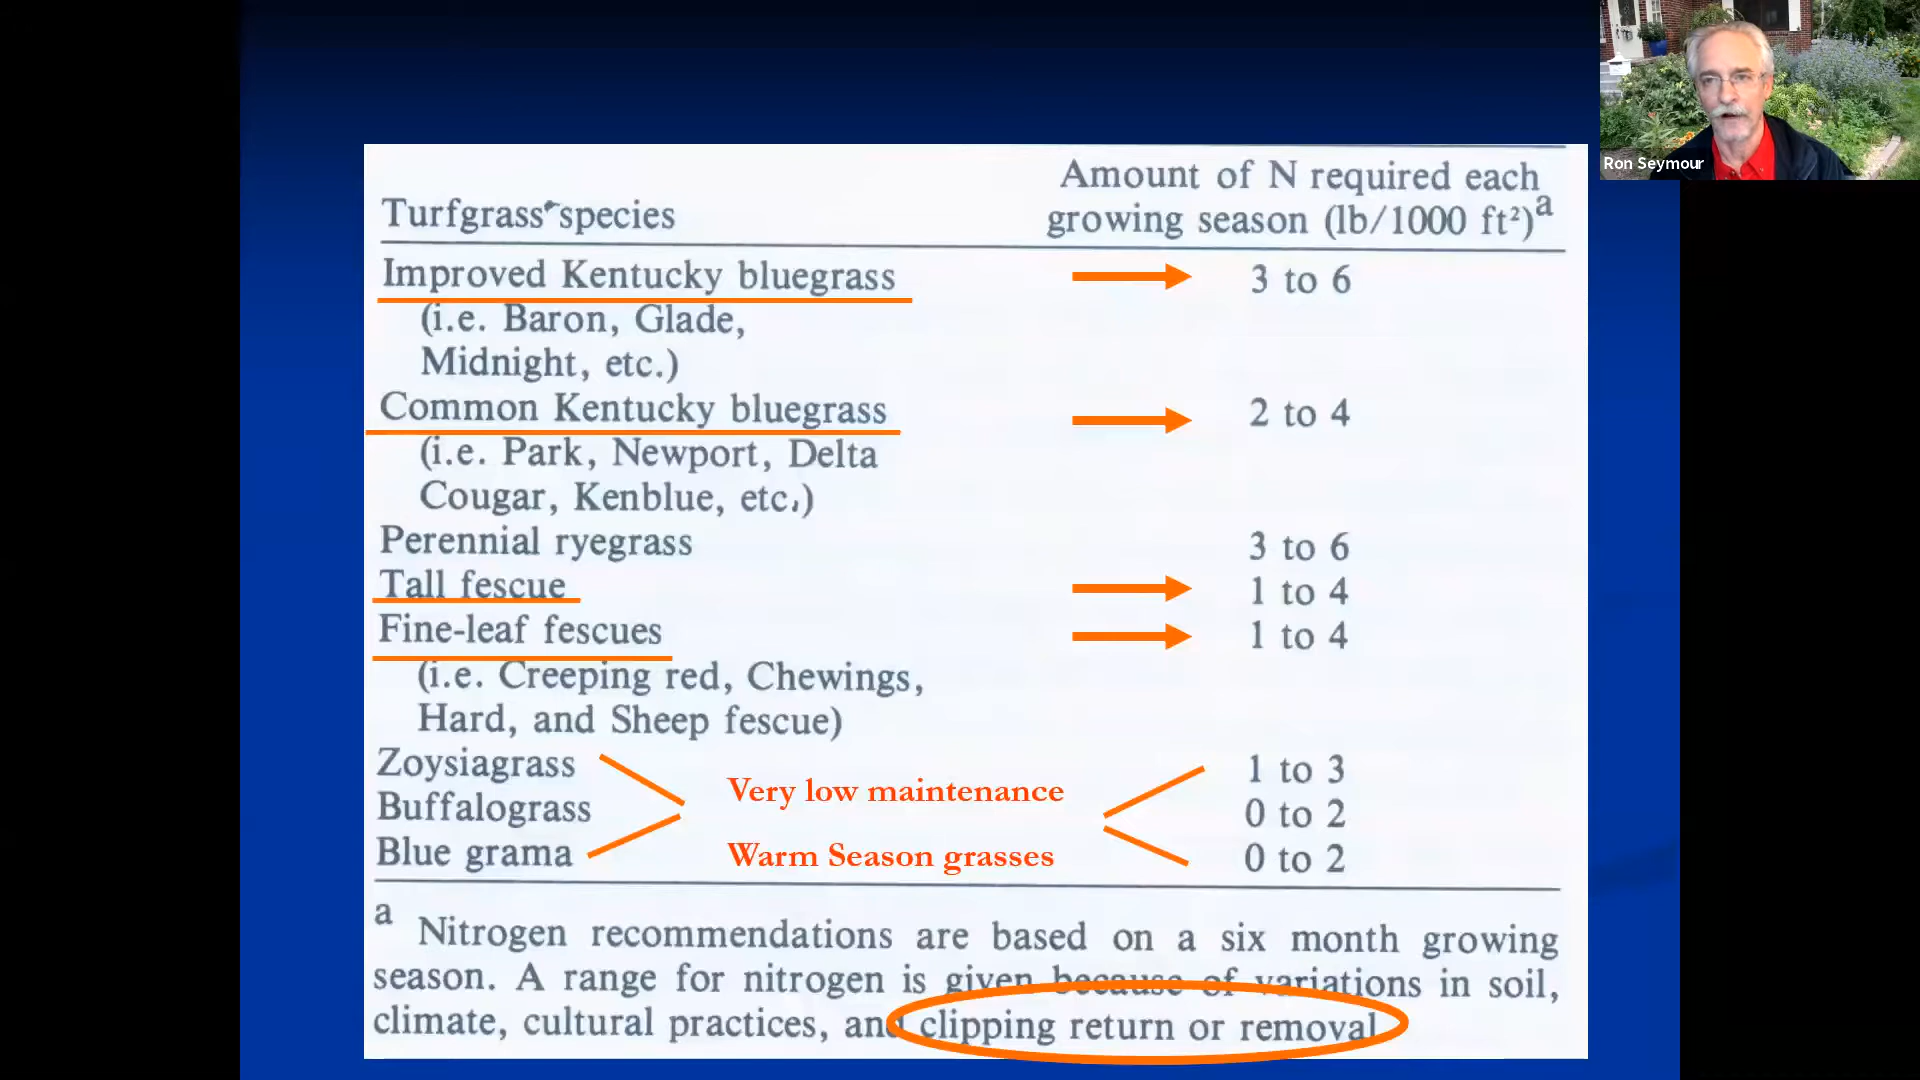 Ron Seymour
Turfgrass species
Amount of N required each
growing season (lb/1000 ft²)a
Improved Kentucky bluegrass 3 to 6
(i.e. Baron, Glade,
Midnight, etc.)
Common Kentucky bluegrass 2 to 4
(i.e. Park, Newport, Delta
Cougar, Kenblue, etc.)
Perennial ryegrass 3 to 6
Tall fescue 1 to 4
Fine-leaf fescues 1 to 4
(i.e. Creeping red, Chewings,
Hard, and Sheep fescue)
Zoysiagrass 1 to 3
Very low maintenance
Buffalograss 0 to 2
Blue grama 0 to 2
Warm Season grasses
a Nitrogen recommendations are based on a six month growing
season. A range for nitrogen is given because of variations in soil,
climate, cultural practices, and clipping return or removal